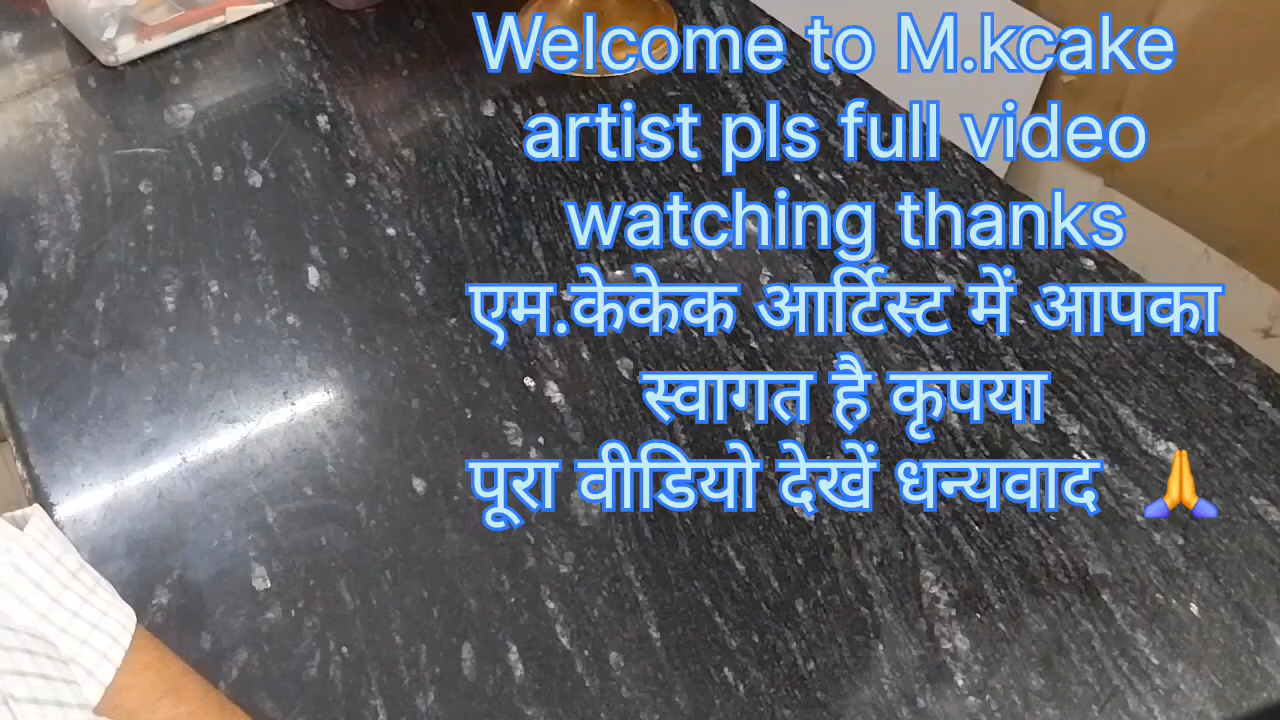 Welcome to M.kcake
artist pls full video
watching thanks
एम.केकेक आर्टिस्ट में आपका
स्वागत है कृपया
पूरा वीडियो देखें धन्यवाद 🙏